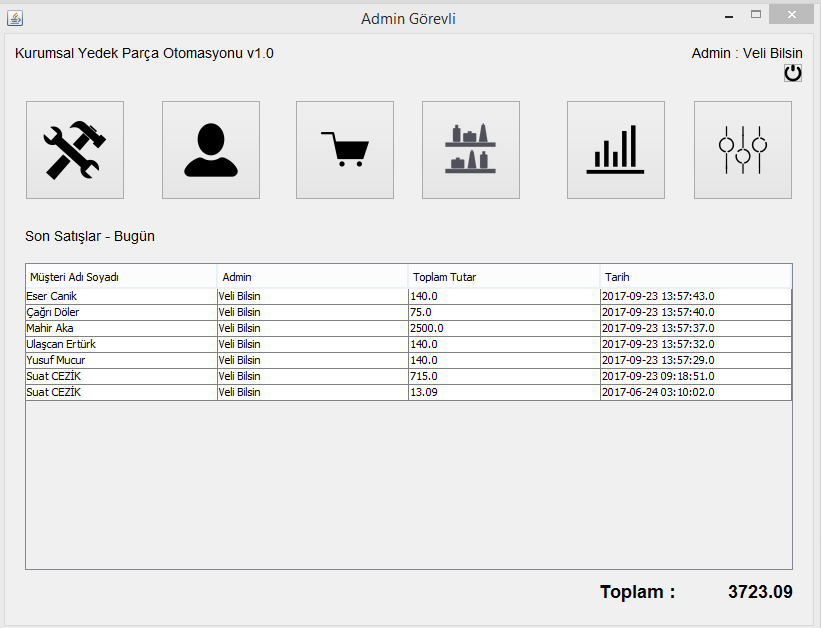 Admin Görevli
Kurumsal Yedek Parça Otomasyonu v1.0
Admin : Veli Bilsin
Son Satışlar - Bugün
Müşteri Adı Soyadı Admin Toplam Tutar Tarih
Eser Canik Veli Bilsin 140.0 2017-09-23 13:57:43.0
Çağrı Döler Veli Bilsin 75.0 2017-09-23 13:57:40.0
Mahir Aka Veli Bilsin 2500.0 2017-09-23 13:57:37.0
Ulaşcan Ertürk Veli Bilsin 140.0 2017-09-23 13:57:32.0
Yusuf Mucur Veli Bilsin 140.0 2017-09-23 13:57:29.0
Suat CEZİK Veli Bilsin 715.0 2017-09-23 09:18:51.0
Suat CEZİK Veli Bilsin 13.09 2017-06-24 03:10:02.0
Toplam : 3723.09